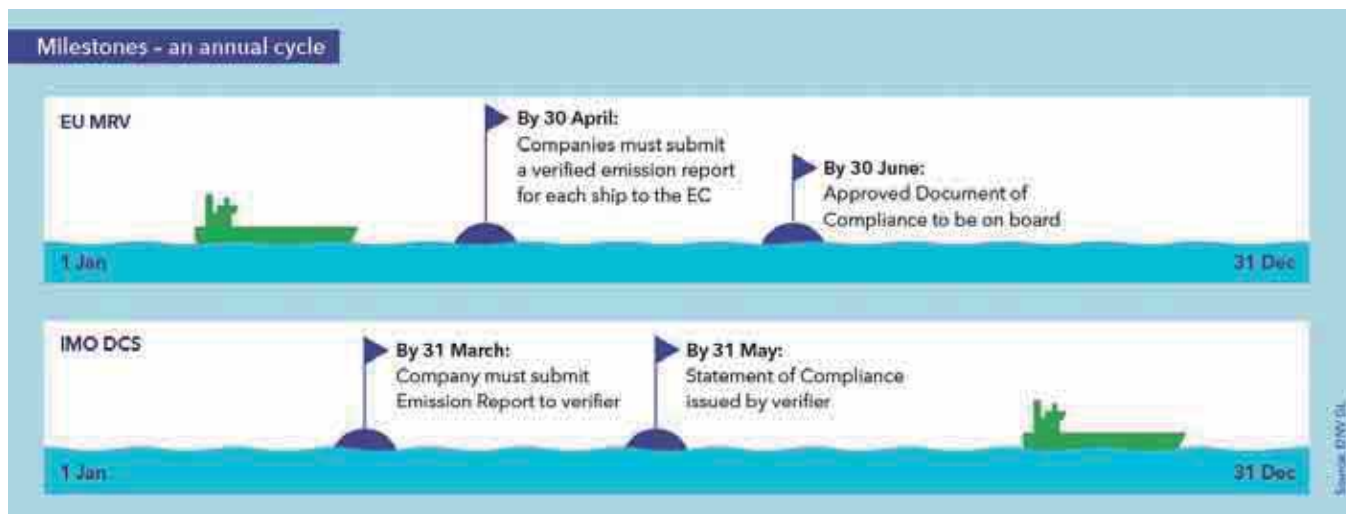 Milestones – an annual cycle
EU MRV
By 30 April:
Companies must submit
a verified emission report
for each ship to the EC
By 30 June:
Approved Document of
Compliance to be on board
1 Jan
31 Dec
IMO DCS
By 31 March:
Company must submit
Emission Report to verifier
By 31 May:
Statement of Compliance
issued by verifier
1 Jan
31 Dec
Source: DNV GL